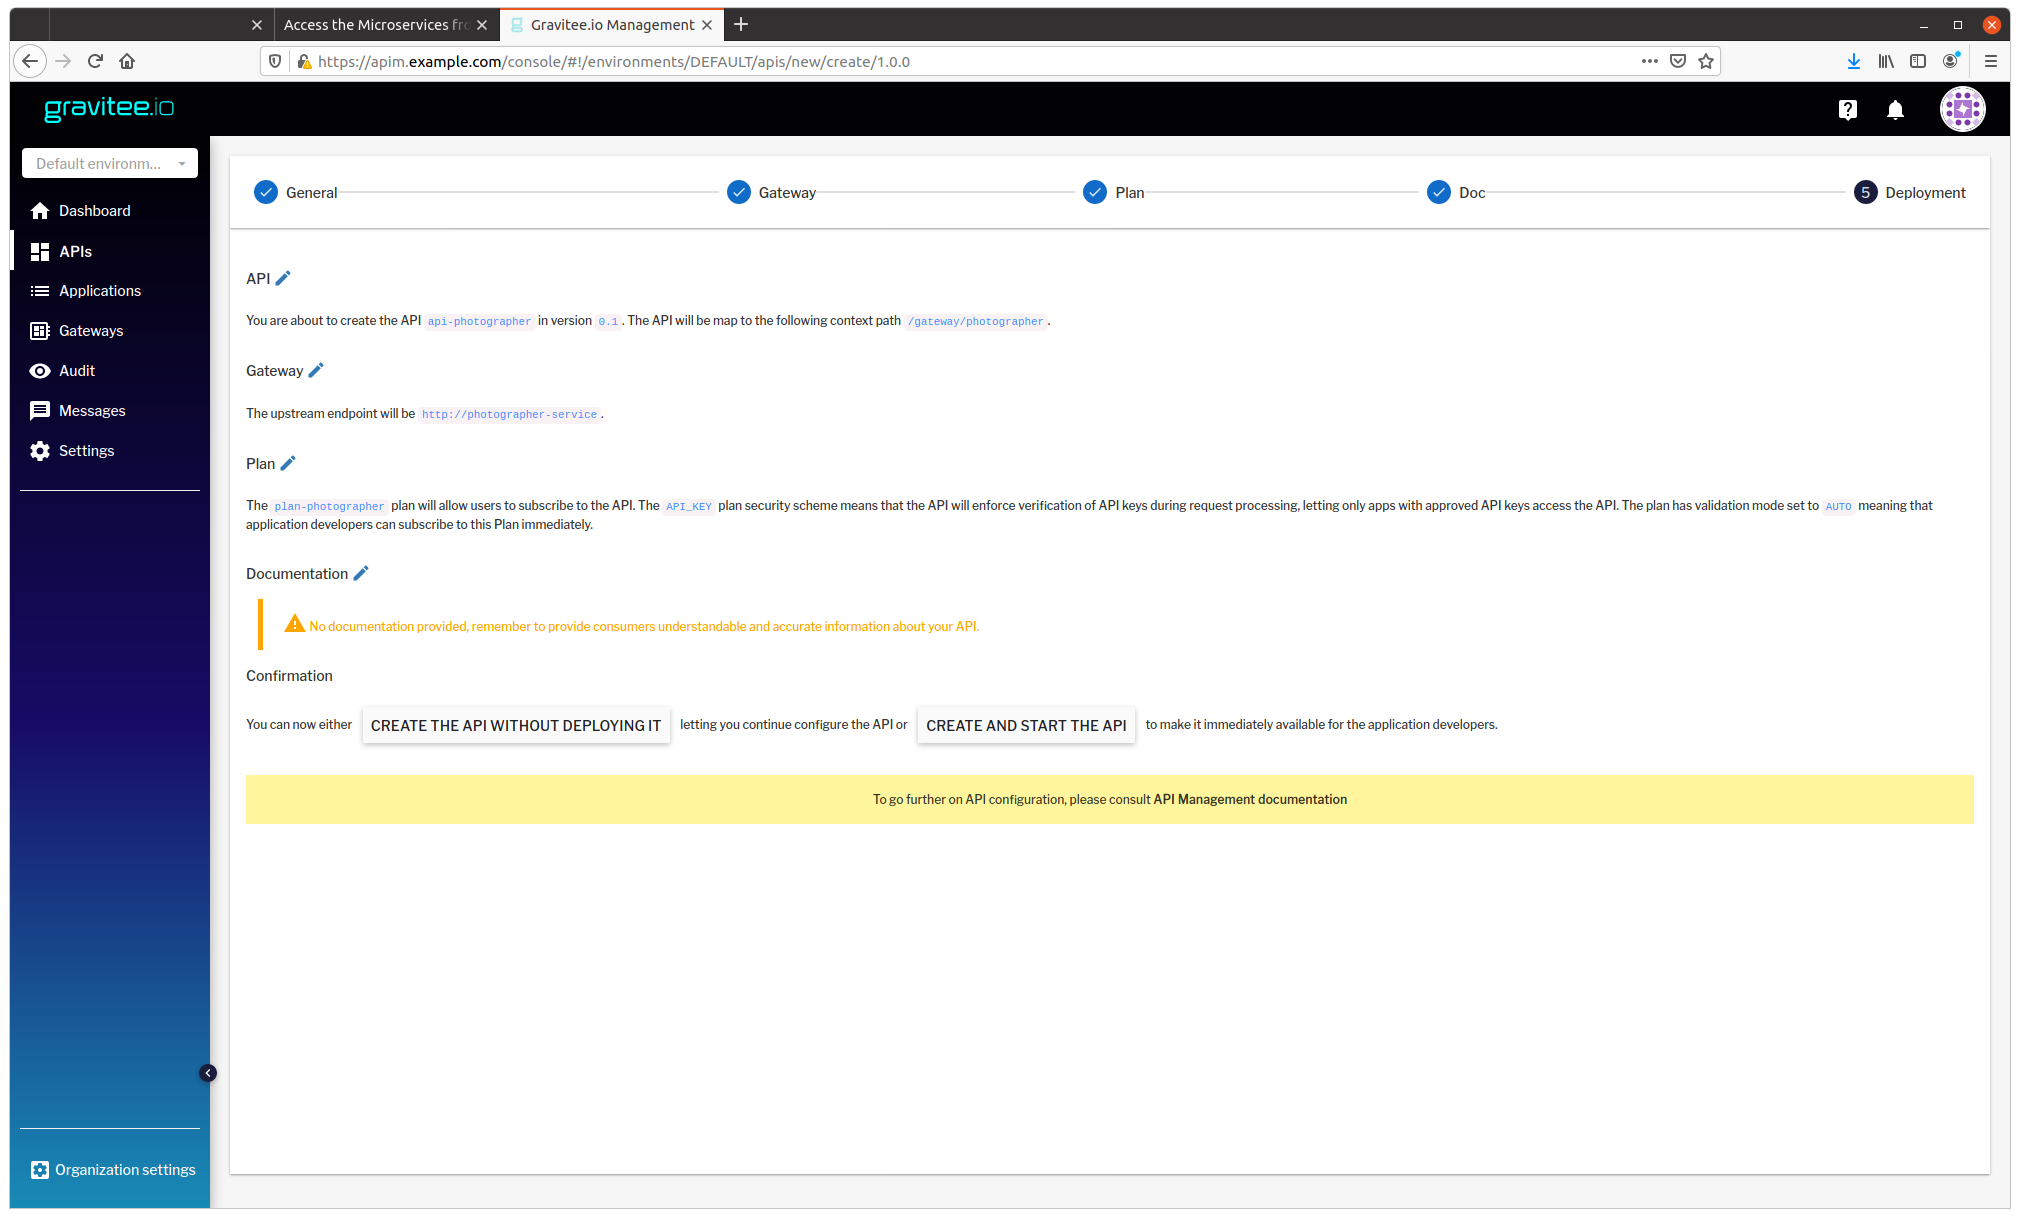 Access the Microservices fro
Gravitee.io Management
https://apim.example.com/console/#!/environments/DEFAULT/apis/new/create/1.0.0
gravitee.io
Default environm...
Dashboard
APIs
Applications
Gateways
Audit
Messages
Settings
Organization settings
General
Gateway
Plan
Doc
5 Deployment
API
You are about to create the API api-photographer in version 0.1. The API will be map to the following context path /gateway/photographer.
Gateway
The upstream endpoint will be http://photographer-service.
Plan
The plan-photographer plan will allow users to subscribe to the API. The API_KEY plan security scheme means that the API will enforce verification of API keys during request processing, letting only apps with approved API keys access the API. The plan has validation mode set to AUTO meaning that
application developers can subscribe to this Plan immediately.
Documentation
No documentation provided, remember to provide consumers understandable and accurate information about your API.
Confirmation
You can now either CREATE THE API WITHOUT DEPLOYING IT letting you continue configure the API or CREATE AND START THE API to make it immediately available for the application developers.
To go further on API configuration, please consult API Management documentation